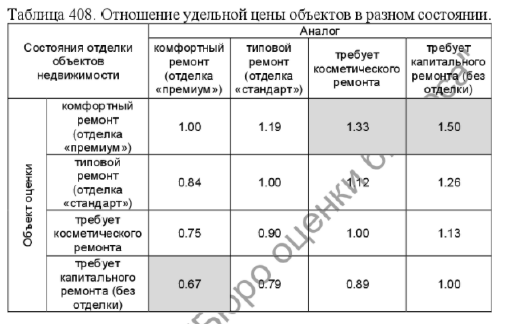 Таблица 408. Отношение удельной цены объектов в разном состоянии.
Состояния отделки объектов недвижимости
Аналог
комфортный ремонт (отделка «премиум»)
типовой ремонт (отделка «стандарт»)
требует косметического ремонта
требует капитального ремонта (без отделки)
Объект оценки
комфортный ремонт (отделка «премиум») 1.00 1.19 1.33 1.50
типовой ремонт (отделка «стандарт») 0.84 1.00 1.12 1.26
требует косметического ремонта 0.75 0.90 1.00 1.13
требует капитального ремонта (без отделки) 0.67 0.79 0.89 1.00
Бюро оценки